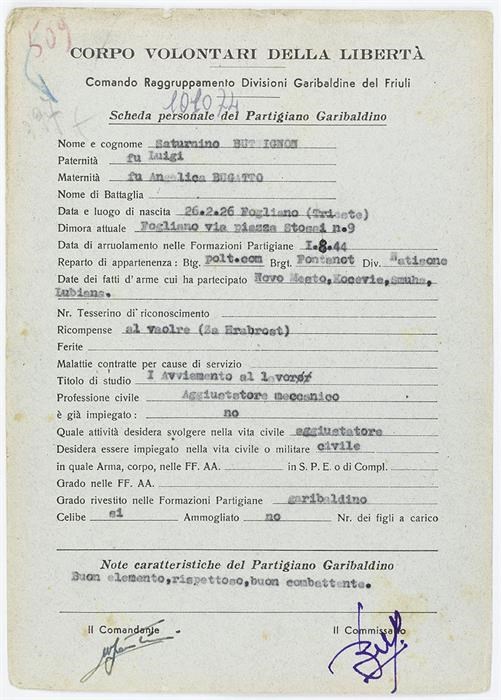 509
CORPO VOLONTARI DELLA LIBERTÀ
Comando Raggruppamento Divisioni Garibaldine del Friuli
101074
Scheda personale del Partigiano Garibaldino
Nome e cognome Saturnino BUTTIGNON
Paternità fu Luigi
Maternità fu Angelica BUGATTO
Nome di Battaglia
Data e luogo di nascita 26.2.26 Fogliano (Trieste)
Dimora attuale Fogliano via piazza Stossi n.9
Data di arruolamento nelle Formazioni Partigiane I.8.44
Reparto di appartenenza : Btg. polt.com Brgt. Fontanot Div. Natisone
Date dei fatti d'arme cui ha partecipato Novo Mesto,Kocevie,Smuha,
Lubiana.
Nr. Tesserino di riconoscimento
Ricompense al vaolre (Za Hrabrost)
Ferite
Malattie contratte per cause di servizio
Titolo di studio I Avviamento al lavoror
Professione civile Aggiustatore meccanico
è già impiegato : no
Quale attività desidera svolgere nella vita civile aggiustatore
Desidera essere impiegato nella vita civile o militare civile
in quale Arma, corpo, nelle FF. AA. in S. P. E. o di Compl.
Grado nelle FF. AA.
Grado rivestito nelle Formazioni Partigiane garibaldino
Celibe si Ammogliato no Nr. dei figli a carico
Note caratteristiche del Partigiano Garibaldino
Buon elemento,rispettoso,buon combattente.
Il Comandante Il Commissario